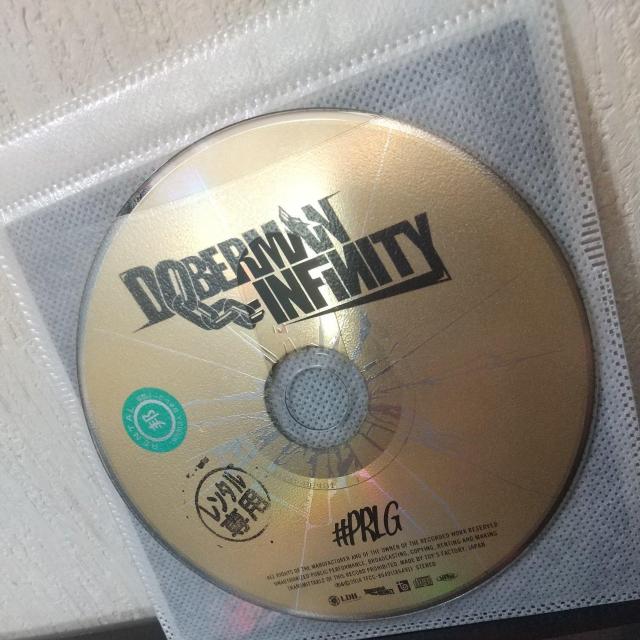 DOBERMAN
INFINITY
レンタル
専用
#PRLG
ALL RIGHTS OF THE MANUFACTURER AND OF THE OWNER OF THE RECORDED WORK RESERVED
UNAUTHORIZED PUBLIC PERFORMANCE, BROADCASTING, COPYING, RENTING AND MAKING
TRANSMITTABLE OF THIS RECORD PROHIBITED. MADE BY TOY'S FACTORY, JAPAN
STEREO
LDH